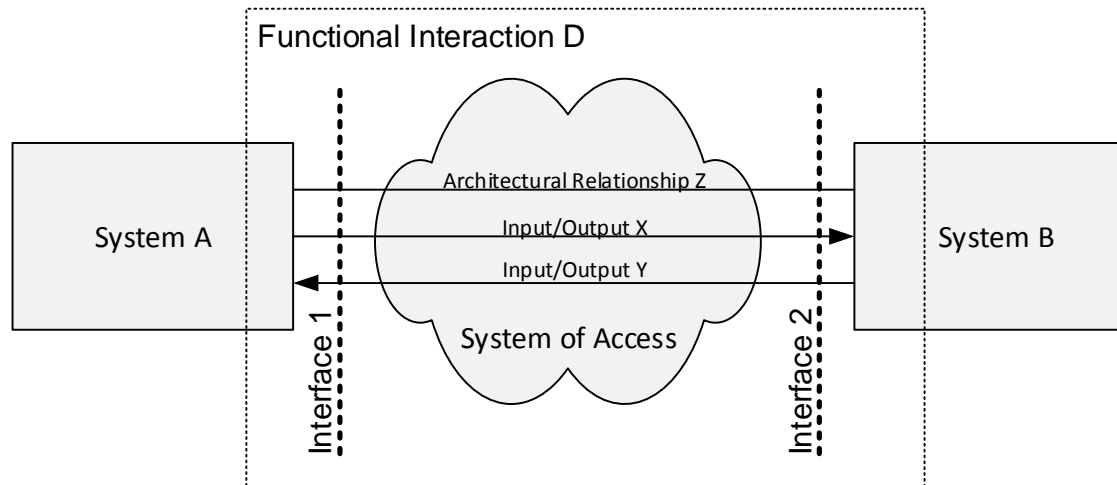 Functional Interaction D
Architectural Relationship Z
System A
Input/Output X
System B
Input/Output Y
System of Access
Interface 1
Interface 2